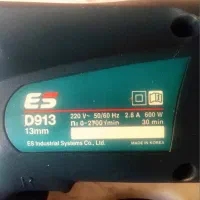 ES
D913
13mm
220 V~ 50/60 Hz 2.8 A 600 W
n₀ 0-2700 /min 30 min
ES Industrial Systems Co., Ltd.
MADE IN KOREA